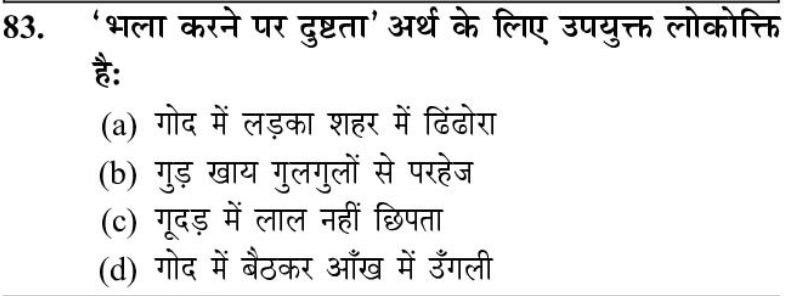 83. ‘भला करने पर दुष्टता’ अर्थ के लिए उपयुक्त लोकोक्ति
है:
(a) गोद में लड़का शहर में ढिंढोरा
(b) गुड़ खाय गुलगुलों से परहेज
(c) गूदड़ में लाल नहीं छिपता
(d) गोद में बैठकर आँख में उँगली